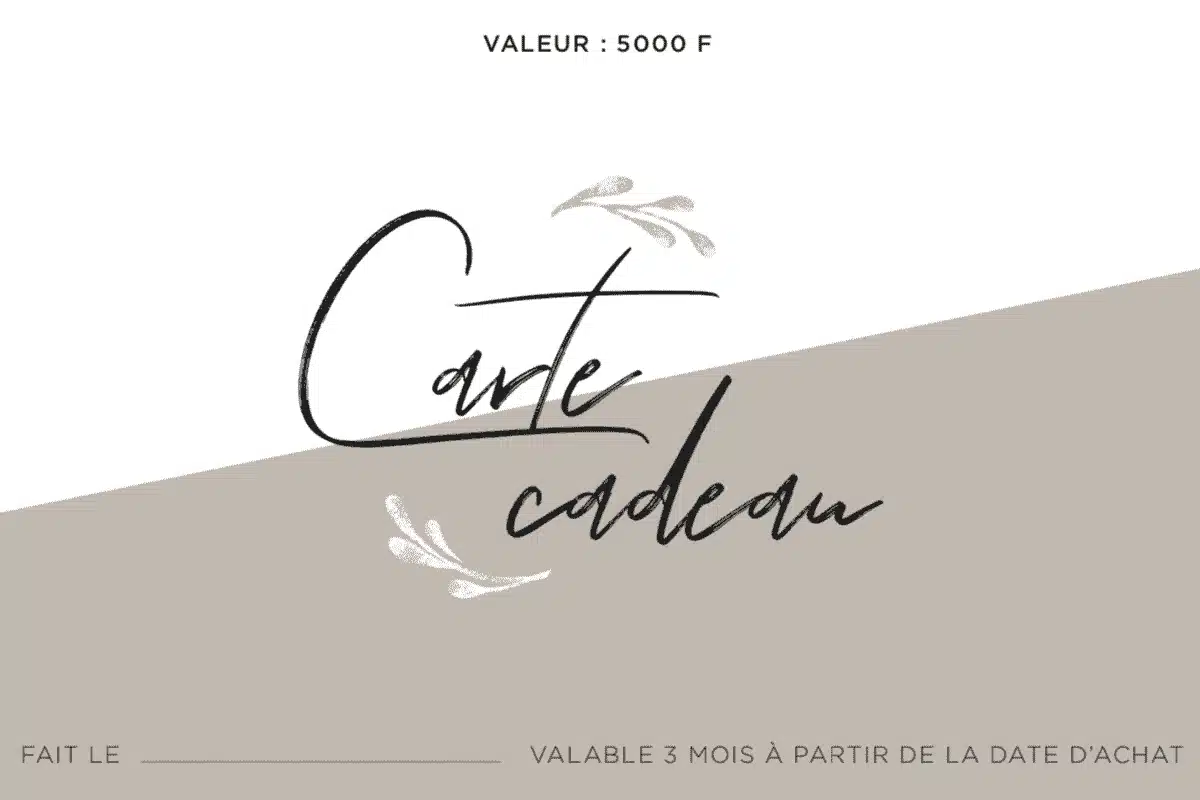 VALEUR : 5000 F
Carte
cadeau
FAIT LE
VALABLE 3 MOIS À PARTIR DE LA DATE D'ACHAT